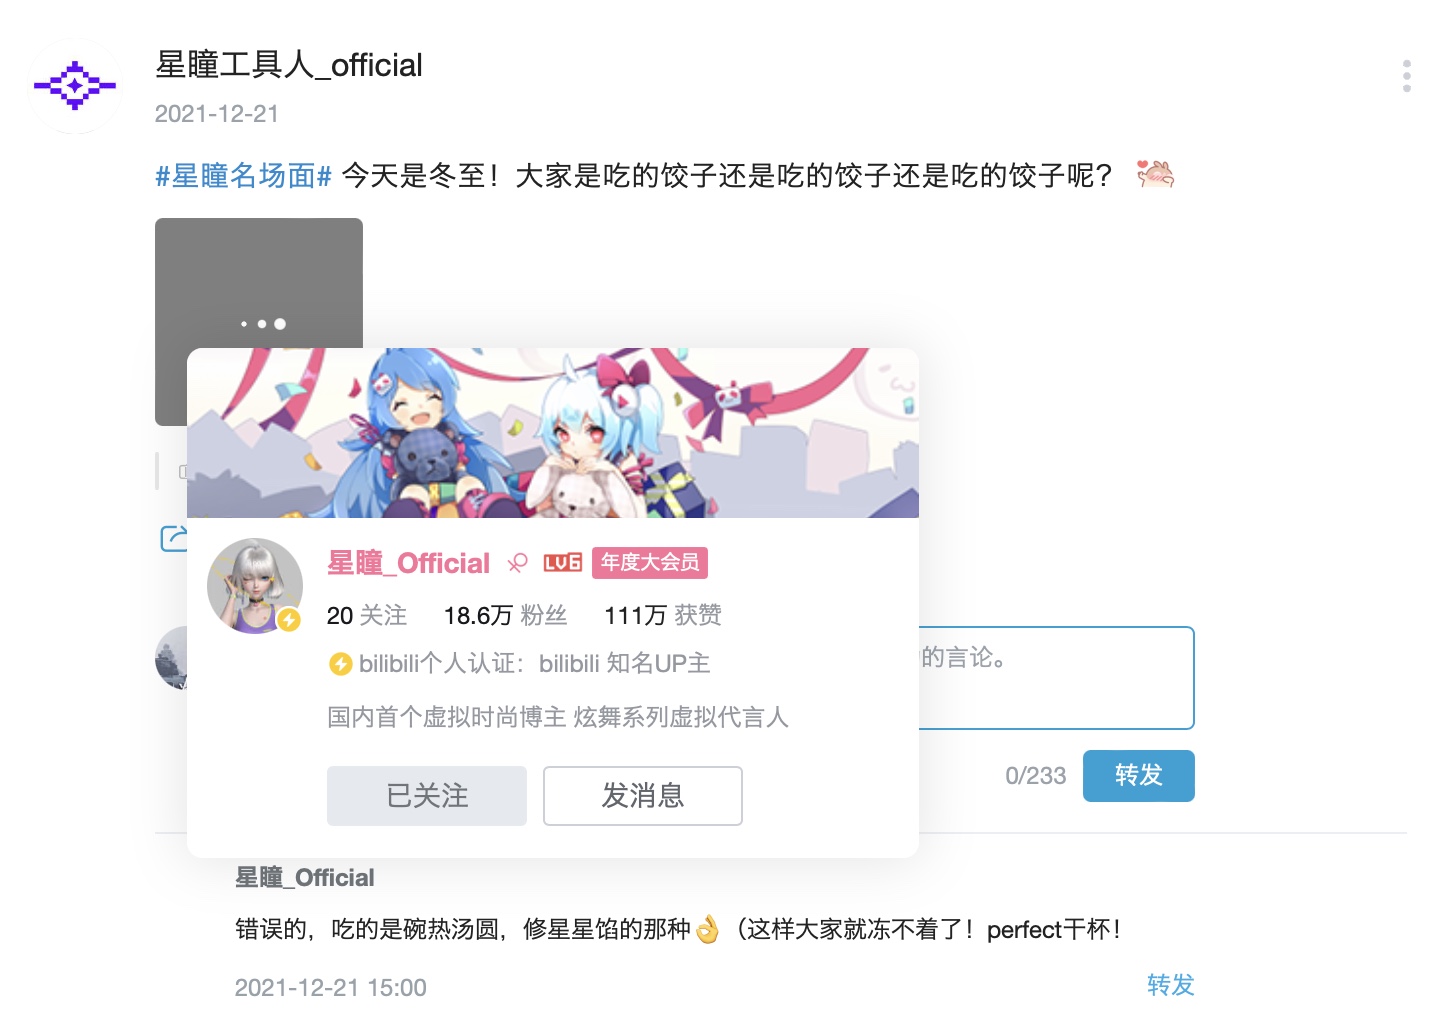 星瞳工具人_official
2021-12-21
#星瞳名场面# 今天是冬至！大家是吃的饺子还是吃的饺子还是吃的饺子呢？
星瞳_Official LV6 年度大会员
20 关注 18.6万 粉丝 111万 获赞
bilibili个人认证：bilibili 知名UP主
国内首个虚拟时尚博主 炫舞系列虚拟代言人
的言论。
0/233 转发
已关注 发消息
星瞳_Official
错误的，吃的是碗热汤圆，修星星馅的那种👌（这样大家就冻不着了！perfect干杯！
2021-12-21 15:00 转发